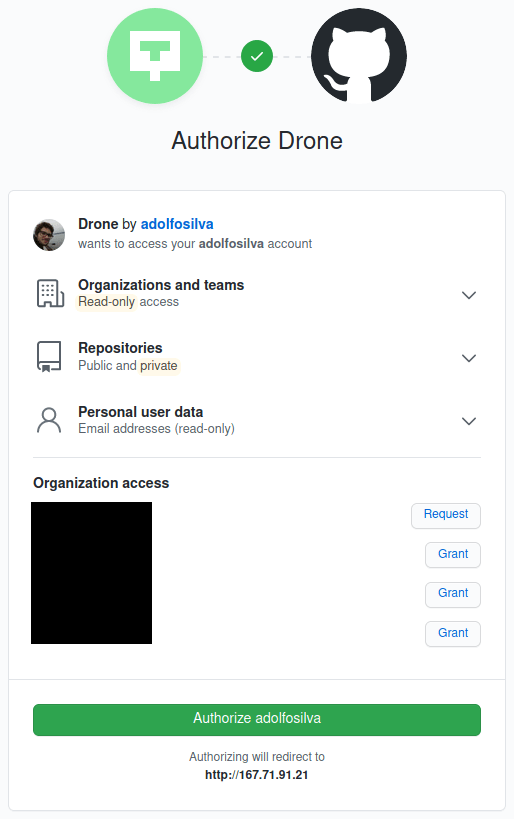 Authorize Drone
Drone by adolfosilva
wants to access your adolfosilva account
Organizations and teams
Read-only access
Repositories
Public and private
Personal user data
Email addresses (read-only)
Organization access
Request
Grant
Grant
Grant
Authorize adolfosilva
Authorizing will redirect to
http://167.71.91.21